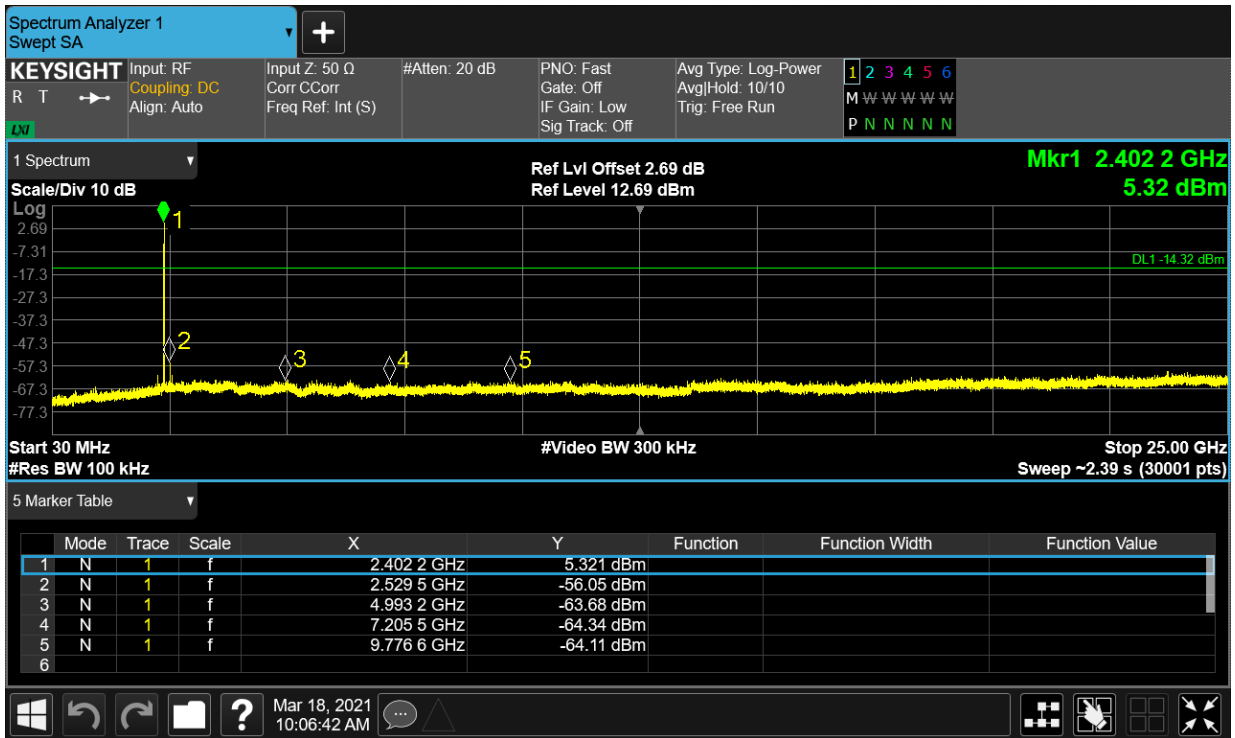 Spectrum Analyzer 1
Swept SA
KEYSIGHT
R T
LXI
Input: RF
Coupling: DC
Align: Auto
Input Z: 50 Ω
Corr CCorr
Freq Ref: Int (S)
#Atten: 20 dB
PNO: Fast
Gate: Off
IF Gain: Low
Sig Track: Off
Avg Type: Log-Power
Avg|Hold: 10/10
Trig: Free Run
1 2 3 4 5 6
M W W W W W
P N N N N N
1 Spectrum
Scale/Div 10 dB
Ref Lvl Offset 2.69 dB
Ref Level 12.69 dBm
Mkr1 2.402 2 GHz
5.32 dBm
Log
2.69
-7.31
-17.3
-27.3
-37.3
-47.3
-57.3
-67.3
-77.3
1
DL1 -14.32 dBm
2
3
4
5
Start 30 MHz
#Video BW 300 kHz
Stop 25.00 GHz
#Res BW 100 kHz
Sweep ~2.39 s (30001 pts)
5 Marker Table
Mode Trace Scale X Y Function Function Width Function Value
1 N 1 f 2.402 2 GHz 5.321 dBm
2 N 1 f 2.529 5 GHz -56.05 dBm
3 N 1 f 4.993 2 GHz -63.68 dBm
4 N 1 f 7.205 5 GHz -64.34 dBm
5 N 1 f 9.776 6 GHz -64.11 dBm
6
?
Mar 18, 2021
10:06:42 AM